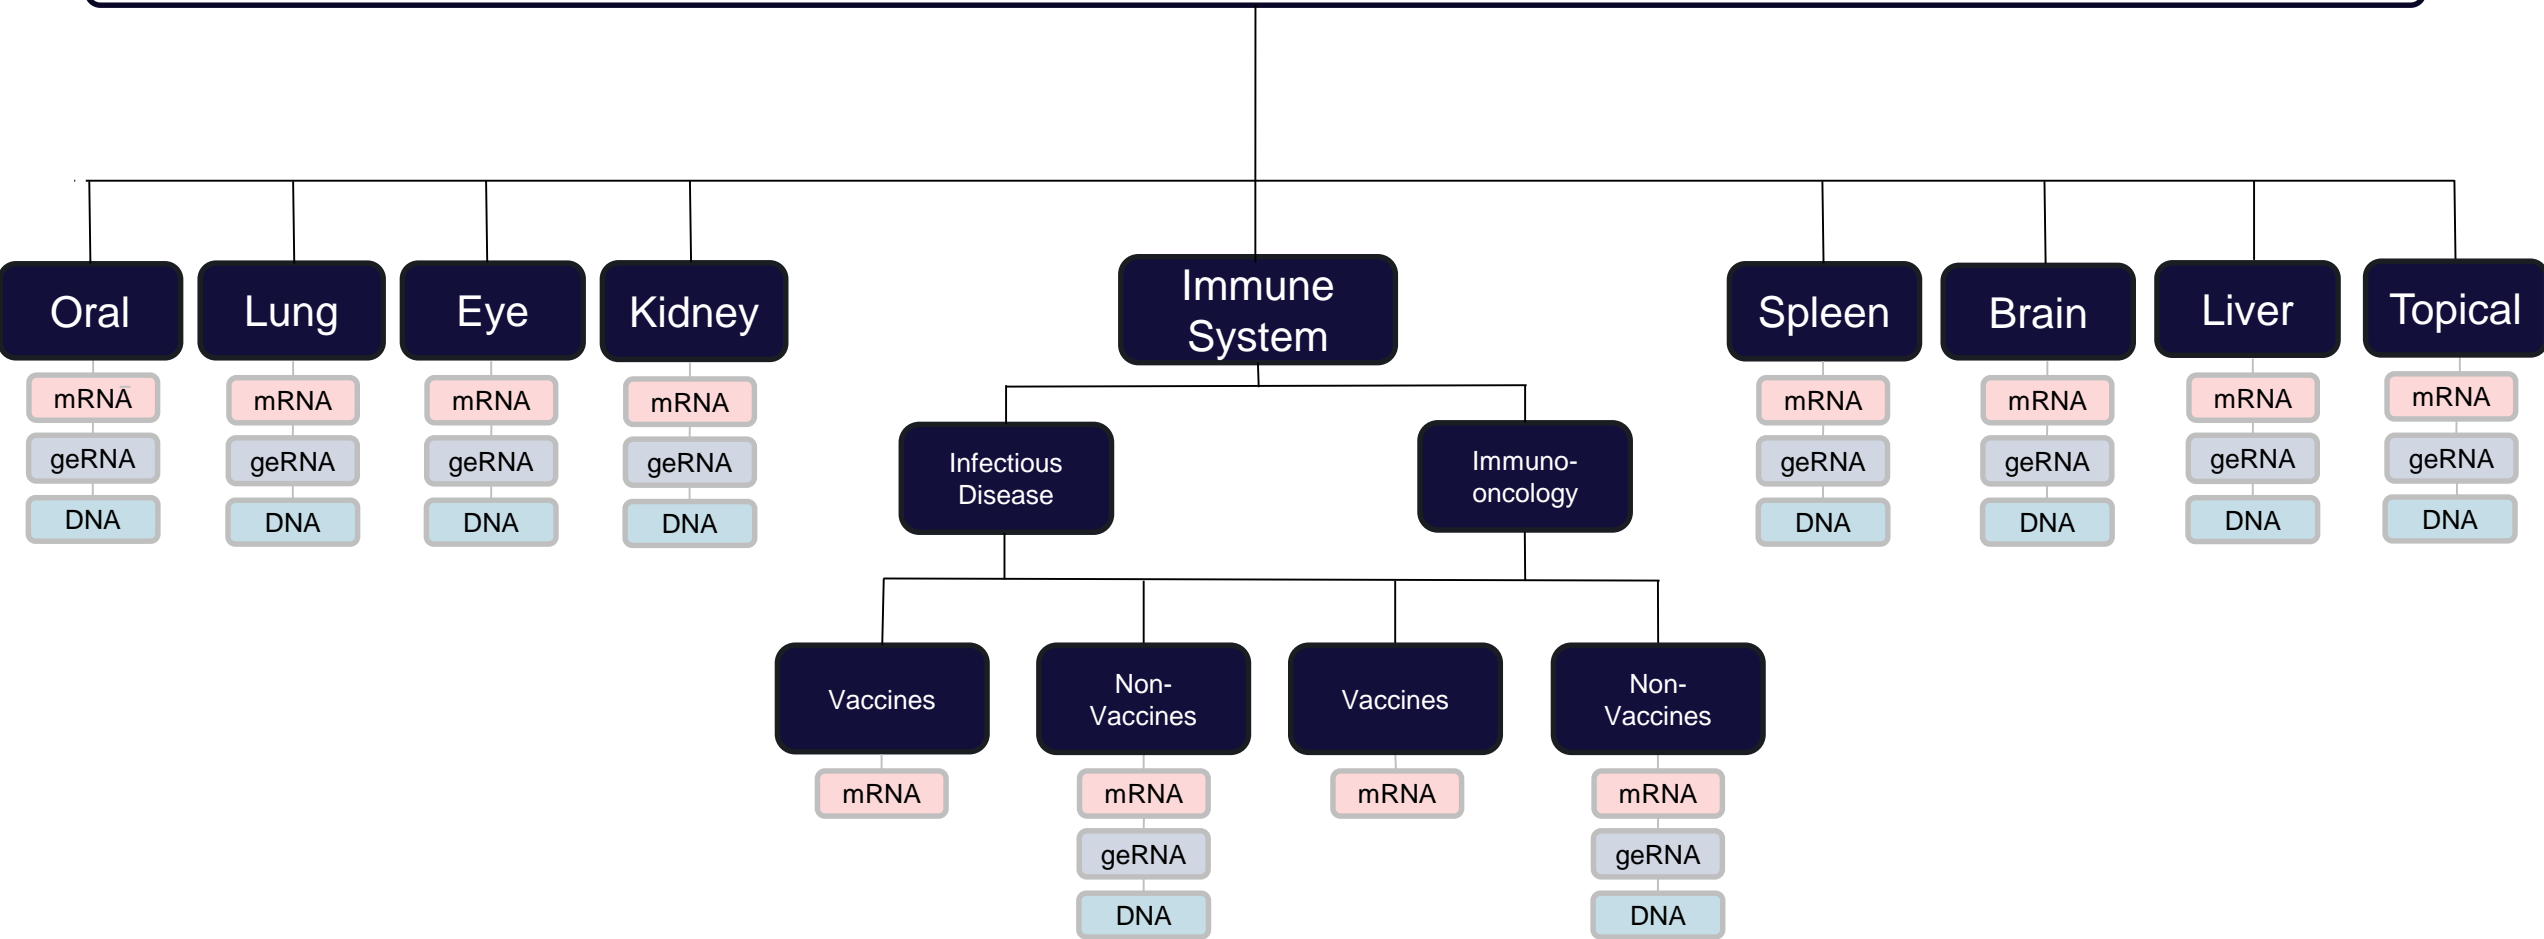 Oral
Lung
Eye
Kidney
Immune
System
Spleen
Brain
Liver
Topical
mRNA
mRNA
mRNA
mRNA
mRNA
mRNA
mRNA
mRNA
geRNA
geRNA
geRNA
geRNA
geRNA
geRNA
geRNA
geRNA
DNA
DNA
DNA
DNA
DNA
DNA
DNA
DNA
Infectious
Disease
Immuno-
oncology
Vaccines
Non-
Vaccines
Vaccines
Non-
Vaccines
mRNA
mRNA
mRNA
mRNA
geRNA
geRNA
DNA
DNA